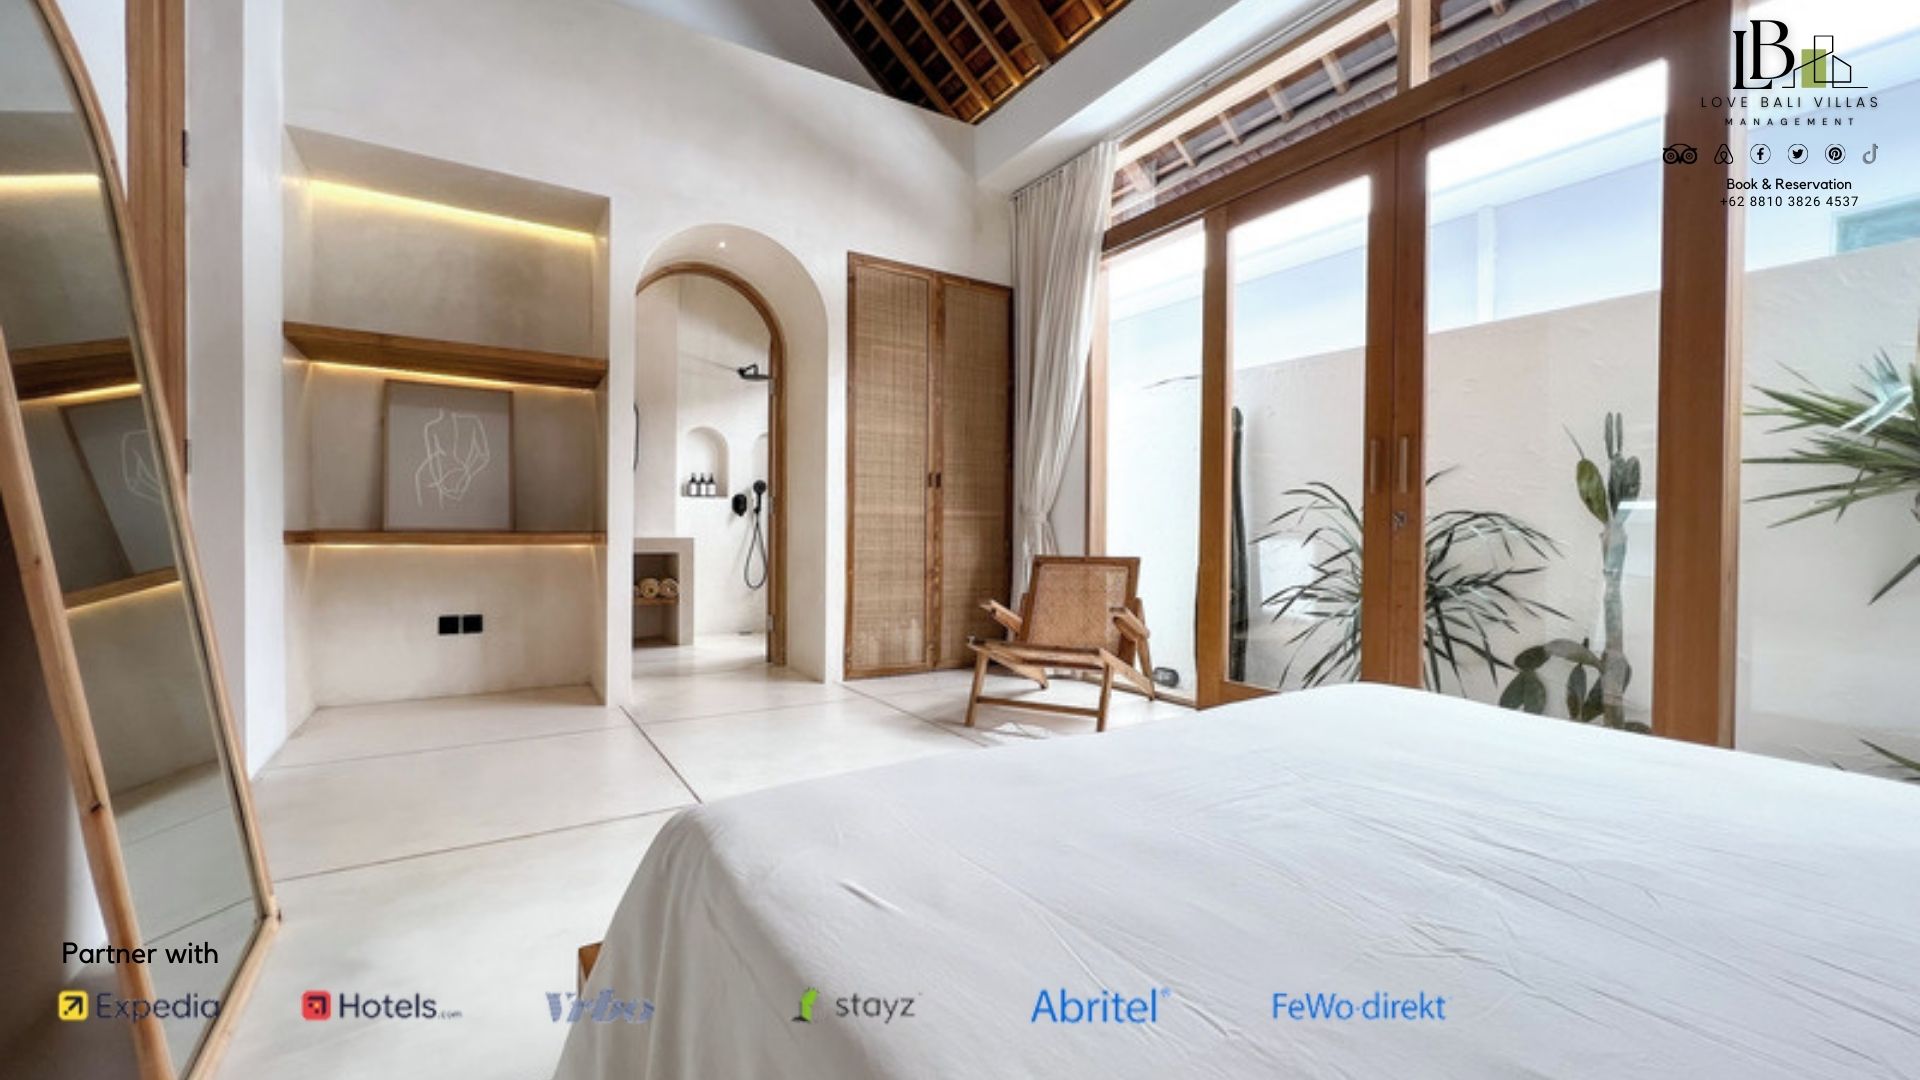 LB
LOVE BALI VILLAS
MANAGEMENT
Book & Reservation
+62 8810 3826 4537
Partner with
Expedia
Hotels.com
Vrbo
stayz
Abritel®
FeWo-direkt